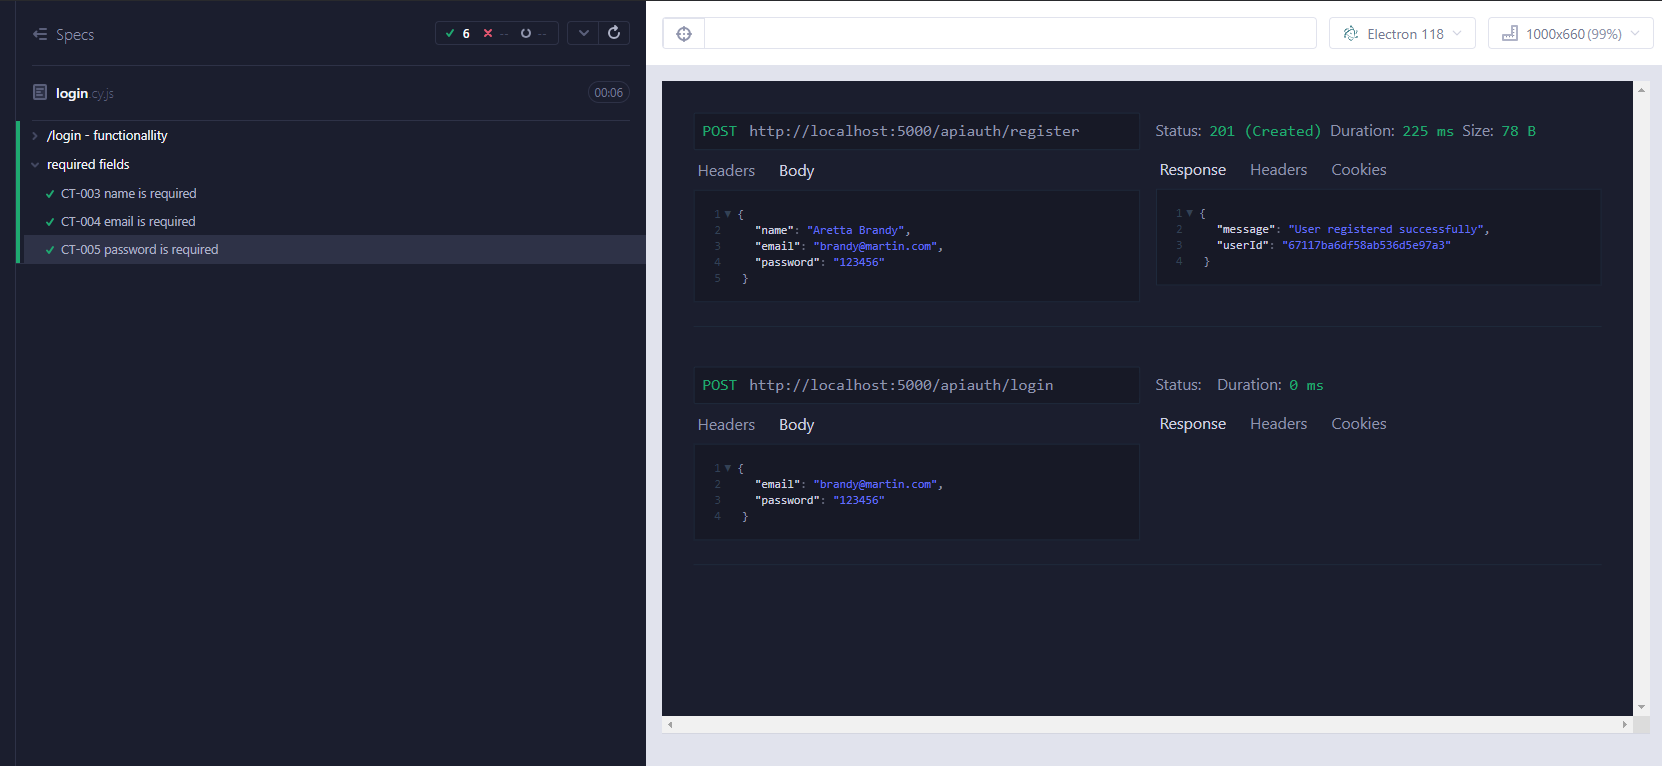 Specs
6 -- --
login.cy.js 00:06
/login - functionallity
required fields
CT-003 name is required
CT-004 email is required
CT-005 password is required
Electron 118
1000x660 (99%)
POST http://localhost:5000/apiauth/register
Status: 201 (Created) Duration: 225 ms Size: 78 B
Headers Body
Response Headers Cookies
1 {
2 "name": "Aretta Brandy",
3 "email": "brandy@martin.com",
4 "password": "123456"
5 }
1 {
2 "message": "User registered successfully",
3 "userId": "67117ba6df58ab536d5e97a3"
4 }
POST http://localhost:5000/apiauth/login
Status: Duration: 0 ms
Headers Body
Response Headers Cookies
1 {
2 "email": "brandy@martin.com",
3 "password": "123456"
4 }